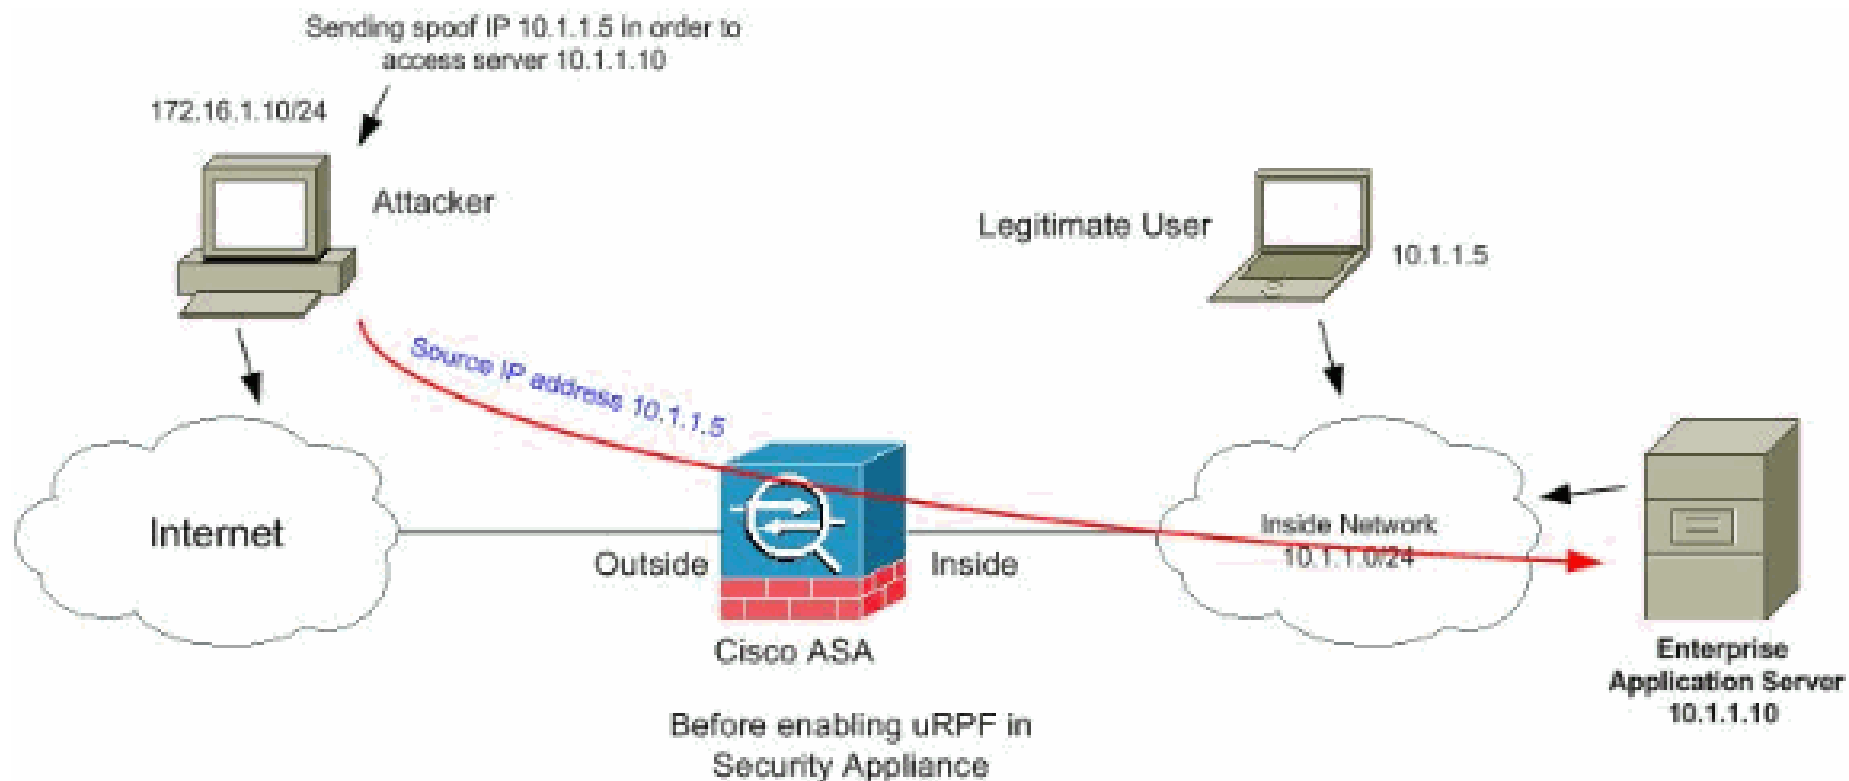 Sending spoof IP 10.1.1.5 in order to
access server 10.1.1.10
172.16.1.10/24
Attacker
Legitimate User
10.1.1.5
Source IP address 10.1.1.5
Internet
Outside
Inside
Inside Network
10.1.1.0/24
Cisco ASA
Enterprise
Application Server
10.1.1.10
Before enabling uRPF in
Security Appliance